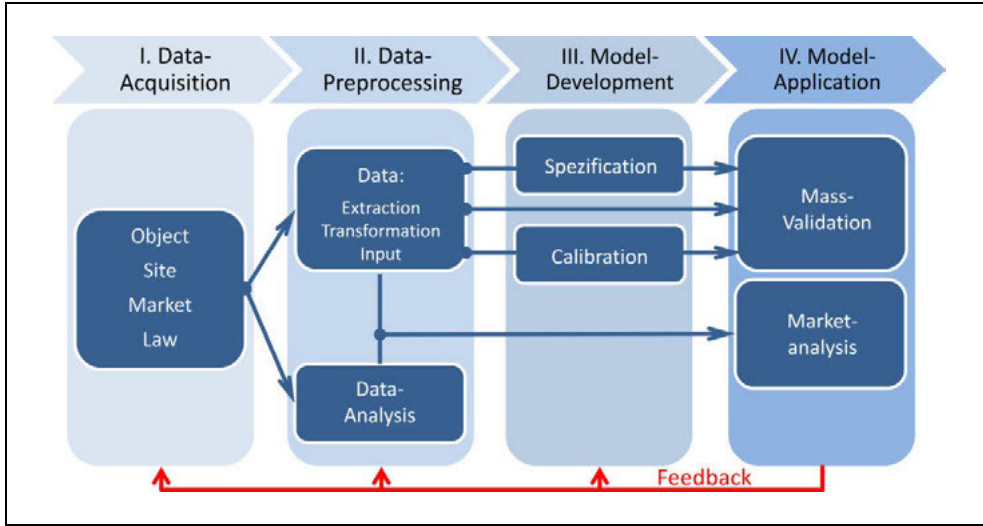 I. Data-
Acquisition
II. Data-
Preprocessing
III. Model-
Development
IV. Model-
Application
Object
Site
Market
Law
Data:
Extraction
Transformation
Input
Data-
Analysis
Spezification
Calibration
Mass-
Validation
Market-
analysis
Feedback